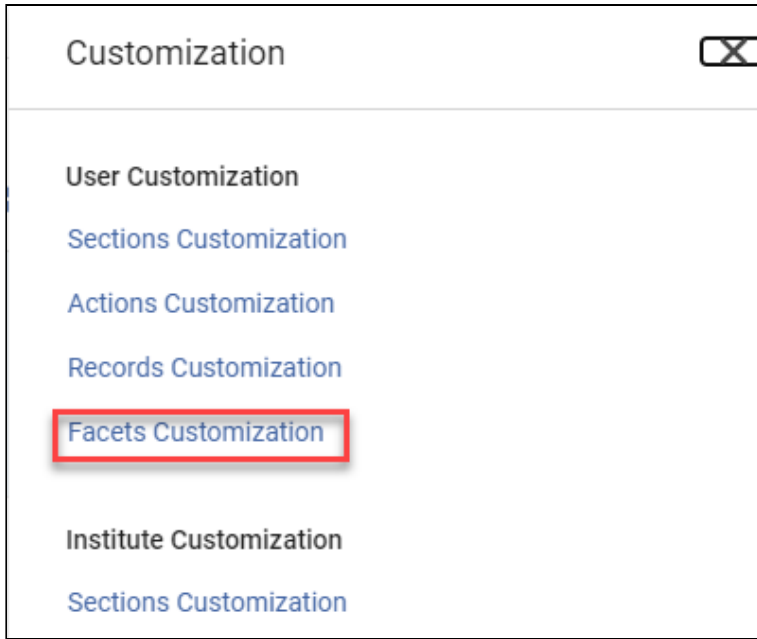 Customization
User Customization
Sections Customization
Actions Customization
Records Customization
Facets Customization
Institute Customization
Sections Customization